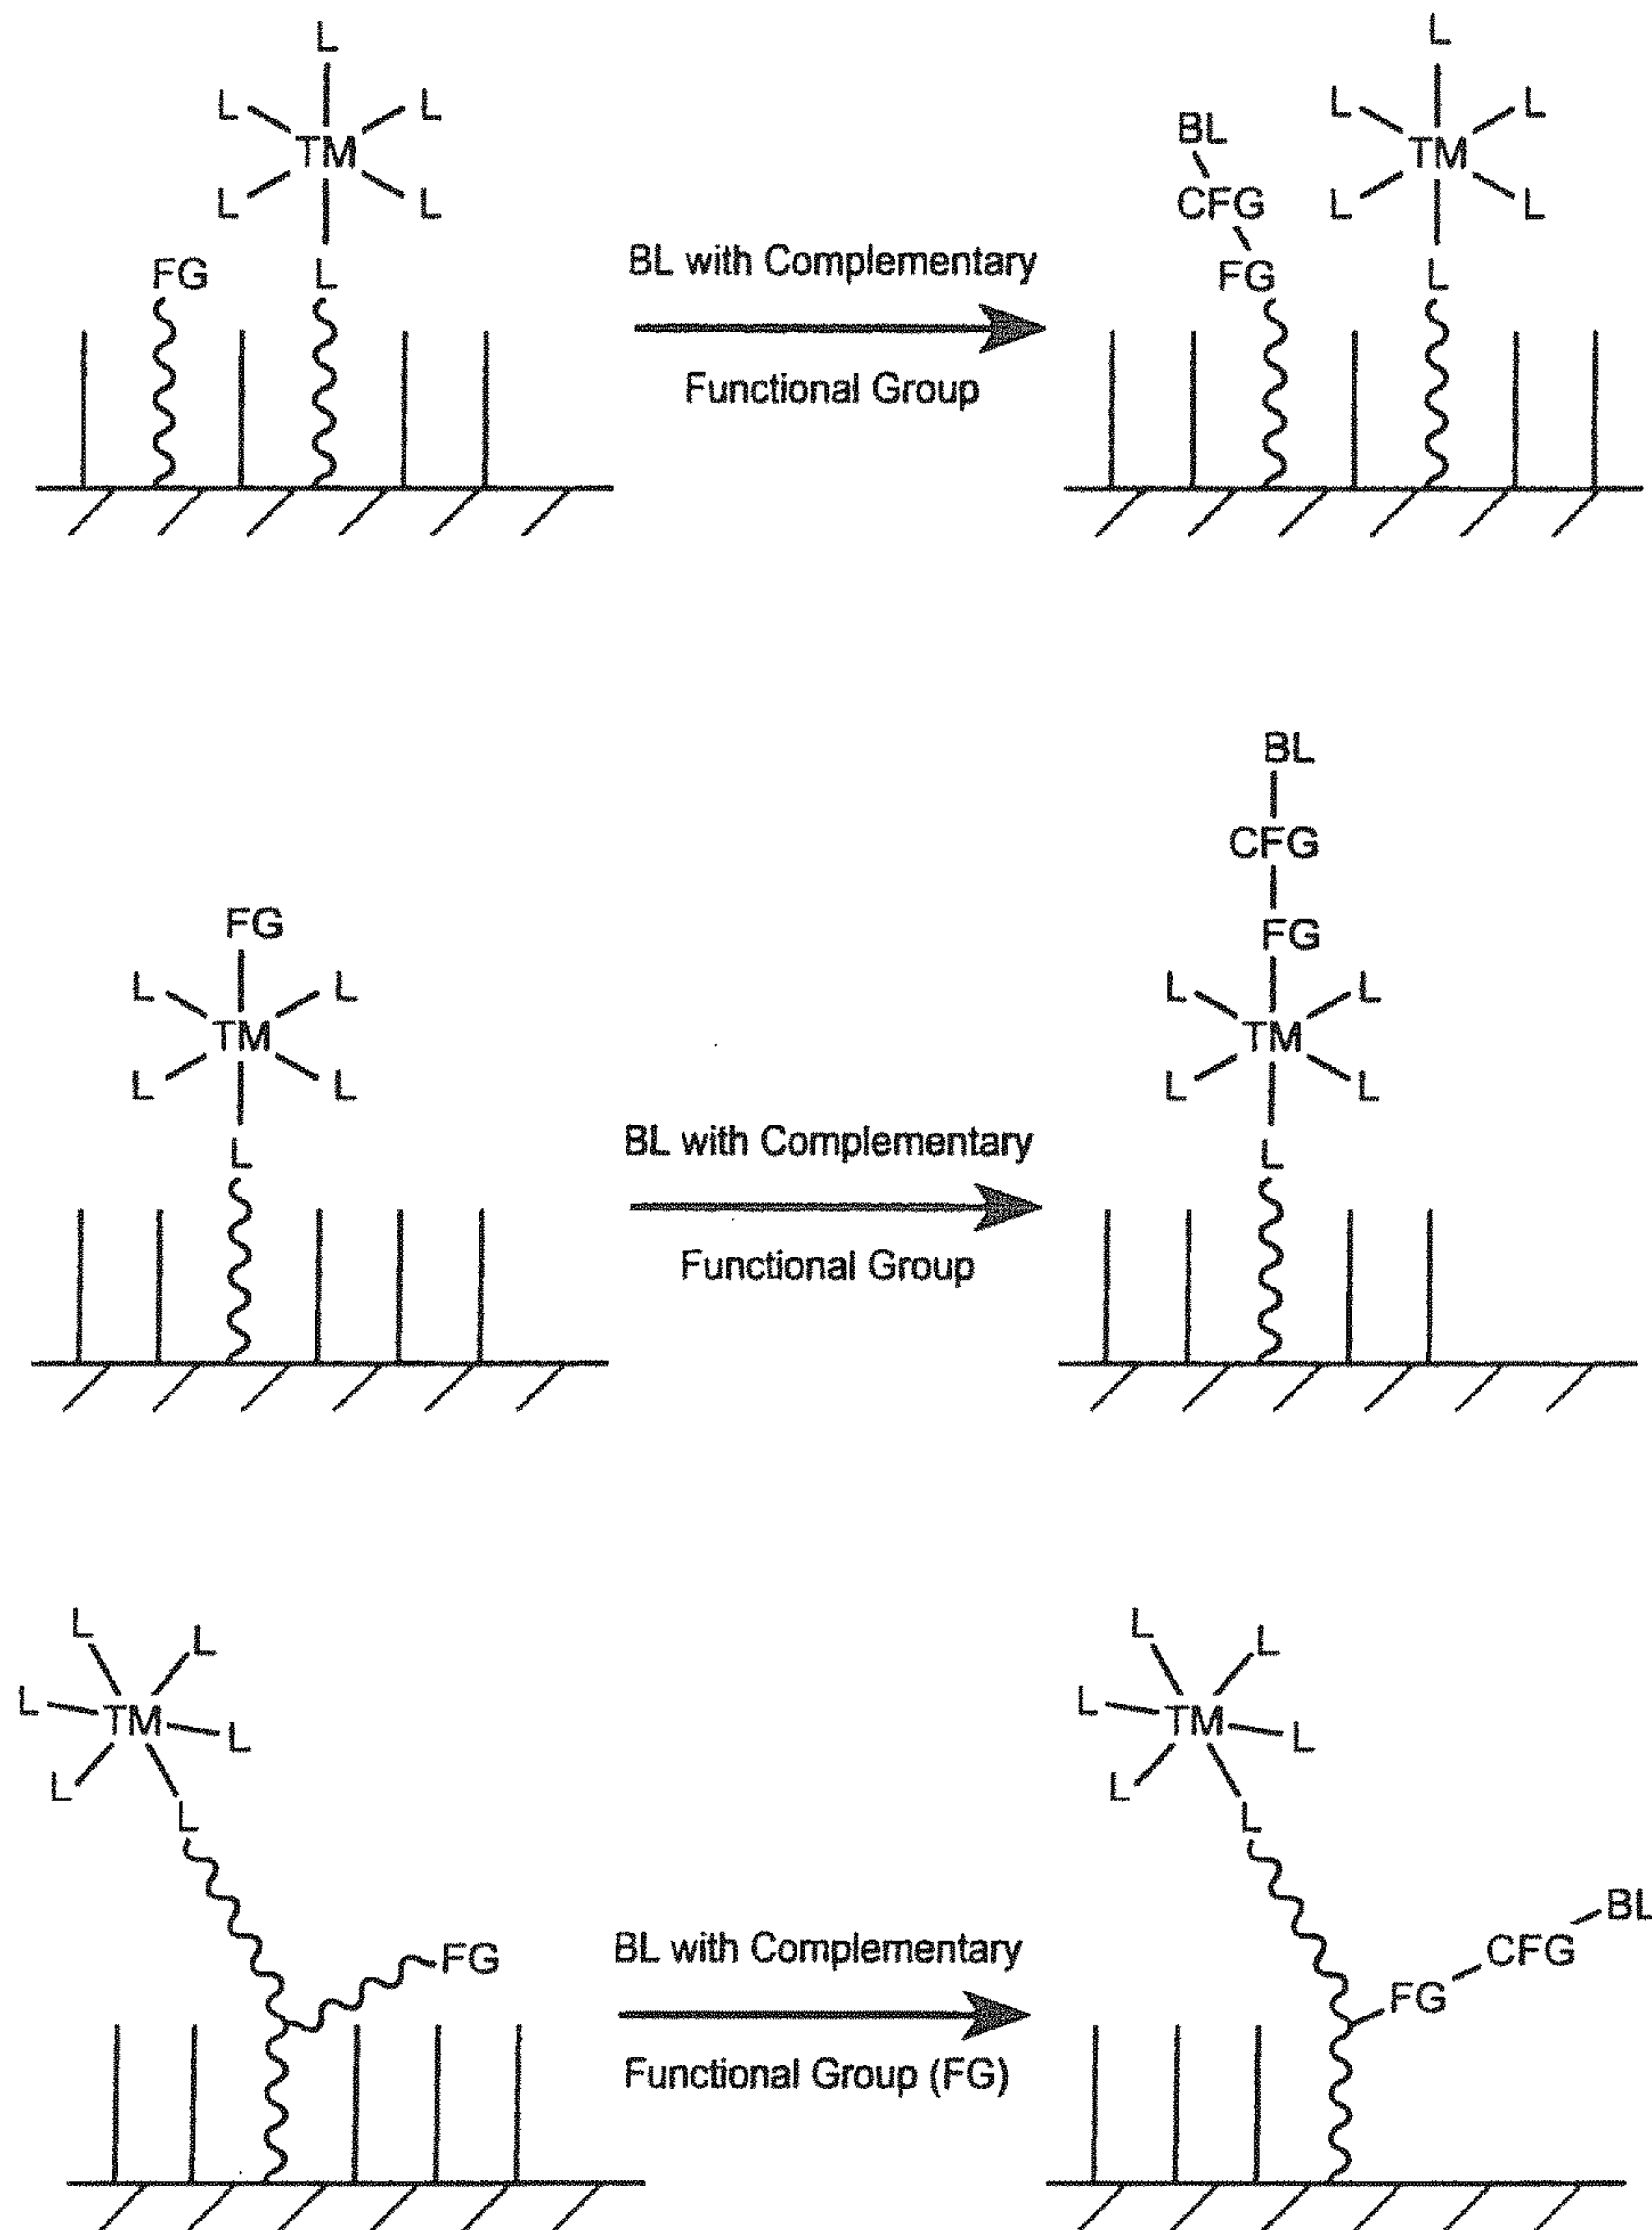 L
L L
TM
L L
FG L
BL with Complementary
Functional Group
L
BL L L
TM
CFG L L
FG L
FG
L L
TM
L L
L
BL with Complementary
Functional Group
BL
CFG
FG
L L
TM
L L
L
L L
L TM L
L
L
FG
BL with Complementary
Functional Group (FG)
L L
L TM L
L
L
BL
CFG
FG